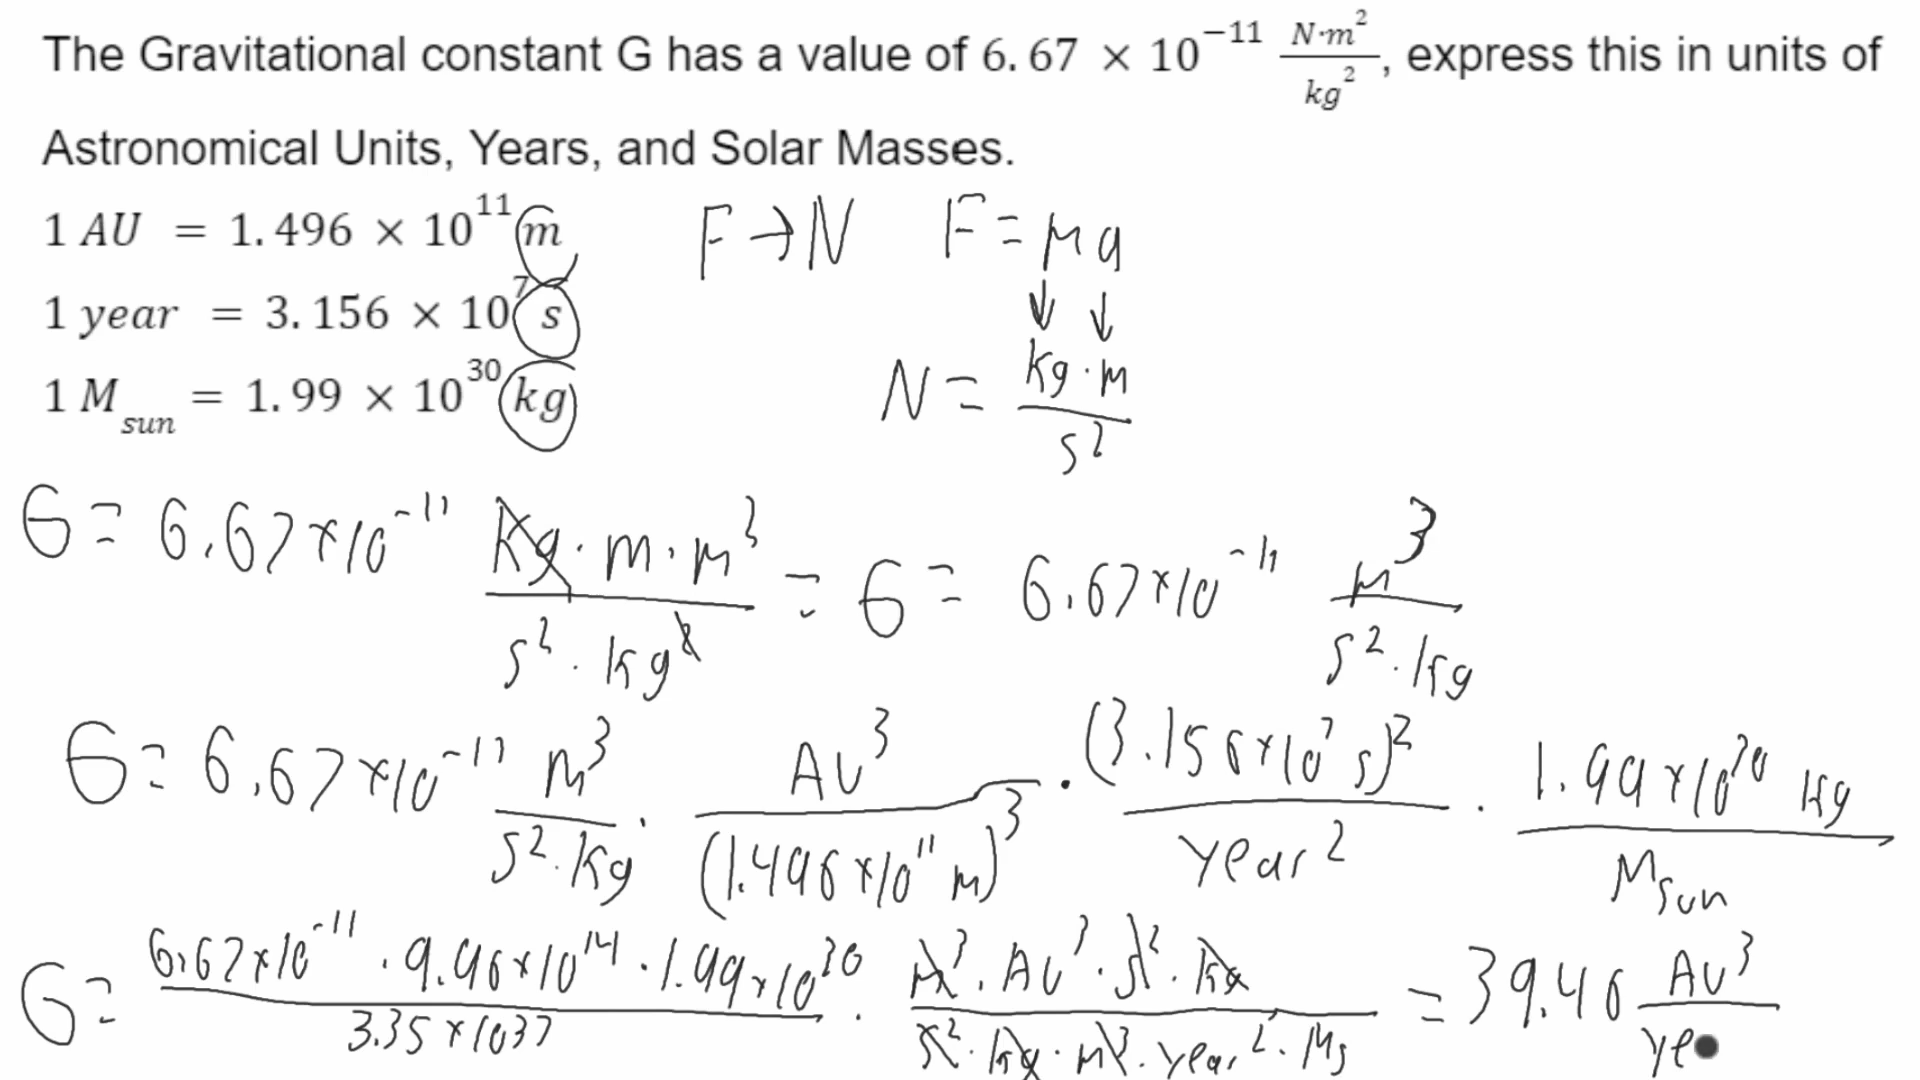 The Gravitational constant G has a value of 6.67 × 10^−11 N·m^2/kg^2, express this in units of
Astronomical Units, Years, and Solar Masses.
1 AU = 1.496 × 10^11 m
F → N F = ma
1 year = 3.156 × 10^7 s
1 M_sun = 1.99 × 10^30 kg
N = kg·m/s^2
G = 6.67×10^-11 kg·m·m^3/s^2·kg^2 = G = 6.67×10^-11 m^3/s^2·kg
G = 6.67×10^-11 m^3/s^2·kg · AU^3/(1.496×10^11 m)^3 · (3.156×10^7 s)^2/year^2 · 1.99×10^30 kg/M_sun
G = 6.67×10^-11 · 9.96×10^14 · 1.99×10^30/3.35×10^37 · m^3·AU^3·s^2·kg/s^2·kg·m^3·year^2·Ms = 39.46 AU^3/ye